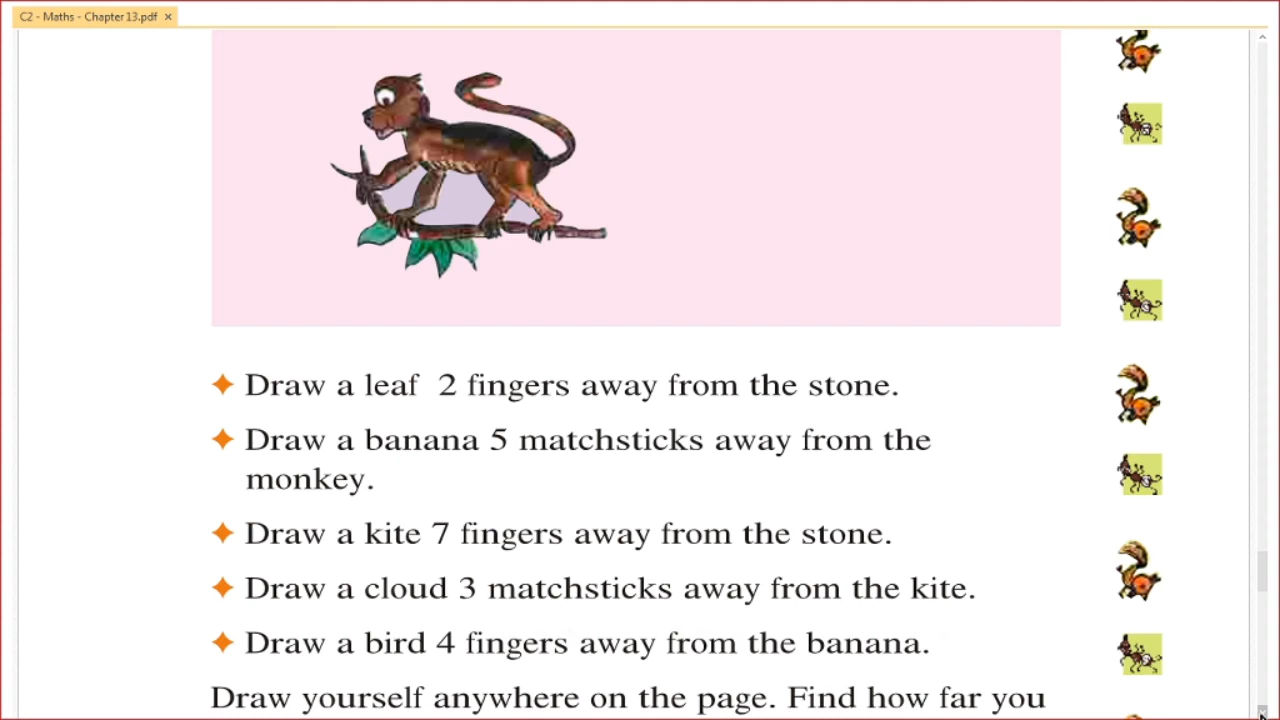 C2 - Maths - Chapter 13.pdf
Draw a leaf 2 fingers away from the stone.
Draw a banana 5 matchsticks away from the
monkey.
Draw a kite 7 fingers away from the stone.
Draw a cloud 3 matchsticks away from the kite.
Draw a bird 4 fingers away from the banana.
Draw yourself anywhere on the page. Find how far you